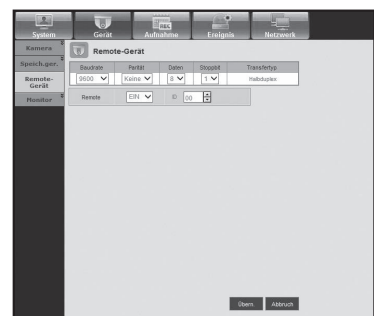 System Gerät Aufnahme Ereignis Netzwerk
REC
Kamera
Speich.ger.
Remote-Gerät
Monitor
Remote-Gerät
Baudrate Parität Daten Stoppbit Transfertyp
9600 Keine 8 1 Halbduplex
Remote EIN ID 00
Übern. Abbruch